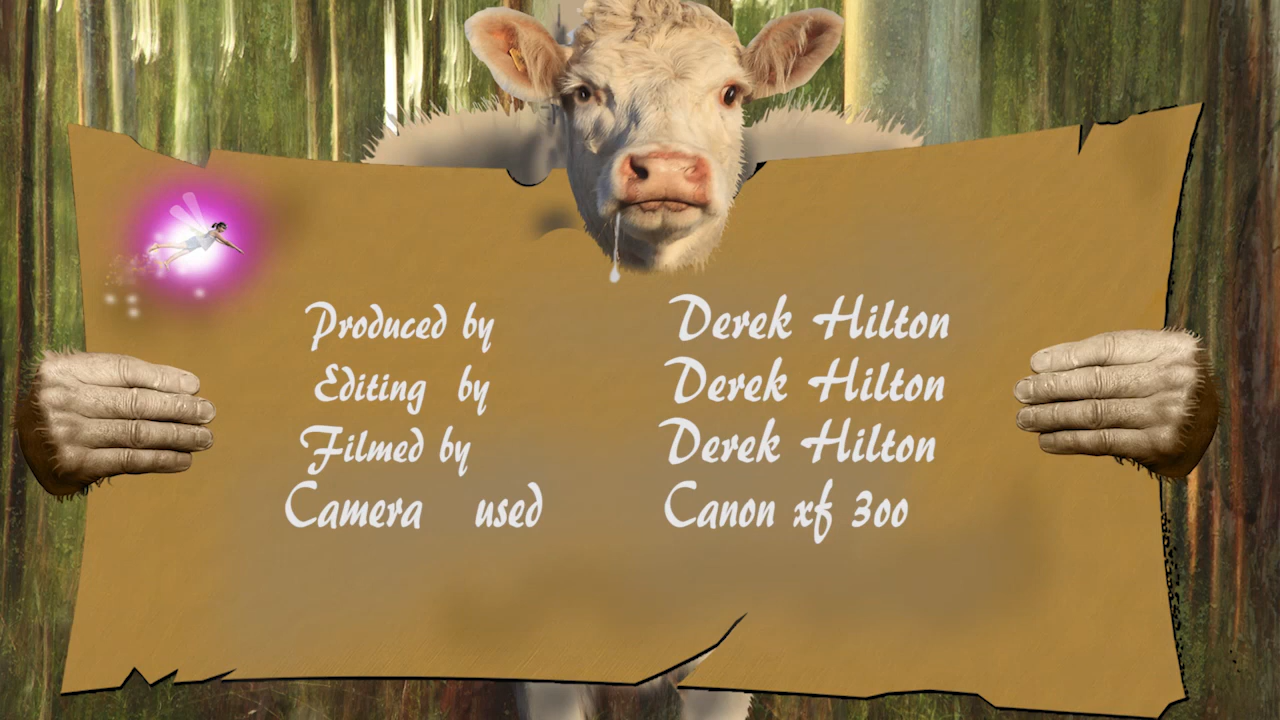 Produced by Derek Hilton
Editing by Derek Hilton
Filmed by Derek Hilton
Camera used Canon xf 300